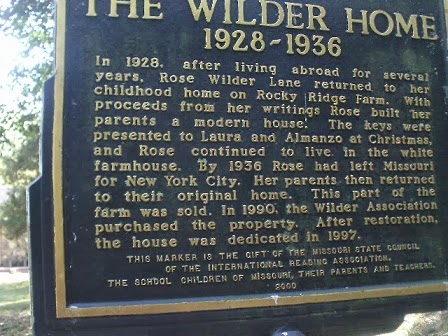 THE WILDER HOME
1928-1936
In 1928, after living abroad for several
years, Rose Wilder Lane returned to her
childhood home on Rocky Ridge Farm. With
proceeds from her writings Rose built her
parents a modern house. The keys were
presented to Laura and Almanzo at Christmas,
and Rose continued to live in the white
farmhouse. By 1936 Rose had left Missouri
for New York City. Her parents then returned
to their original home. This part of the
farm was sold. In 1990, the Wilder Association
purchased the property. After restoration,
the house was dedicated in 1997.
THIS MARKER IS THE GIFT OF THE MISSOURI STATE COUNCIL
OF THE INTERNATIONAL READING ASSOCIATION,
THE SCHOOL CHILDREN OF MISSOURI, THEIR PARENTS AND TEACHERS.
2000